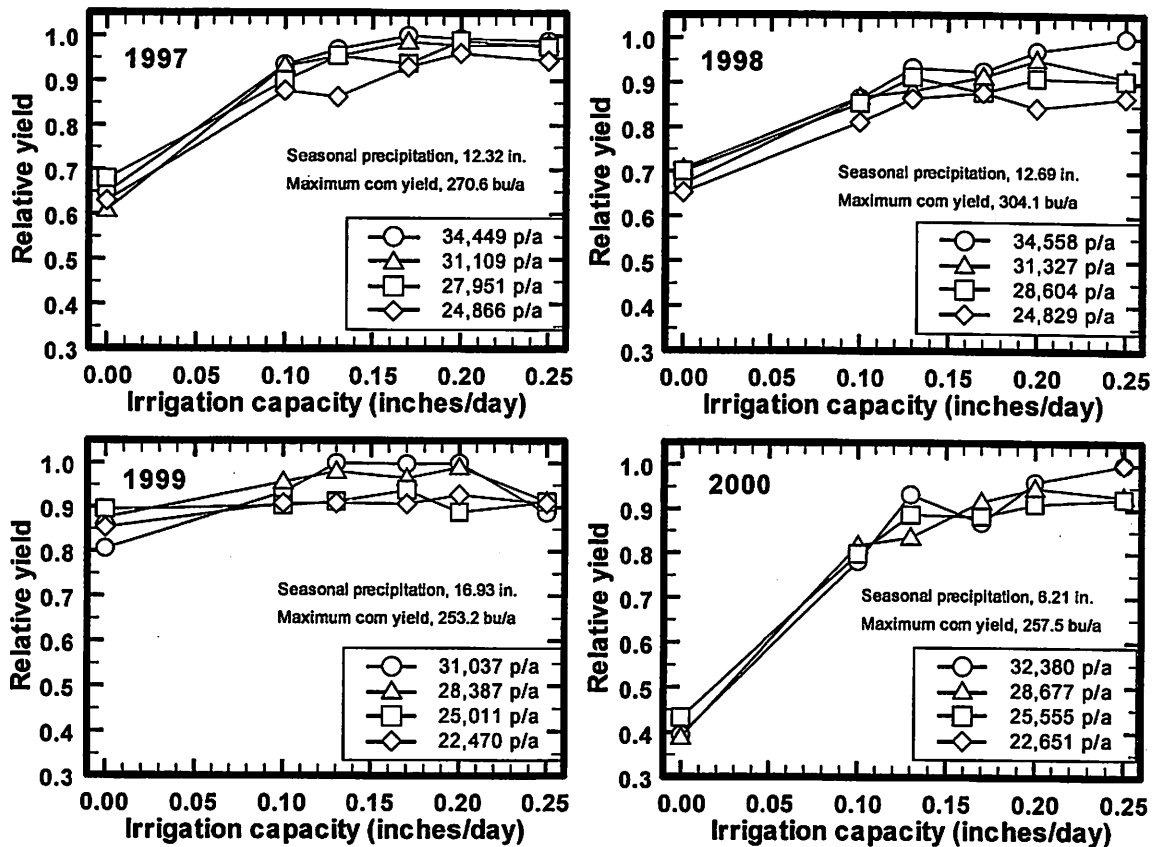 1997
Relative yield
1.0
0.9
0.8
0.7
0.6
0.5
0.4
0.3
Seasonal precipitation, 12.32 in.
Maximum com yield, 270.6 bu/a
34,449 p/a
31,109 p/a
27,951 p/a
24,866 p/a
0.00 0.05 0.10 0.15 0.20 0.25
Irrigation capacity (inches/day)
1998
Relative yield
1.0
0.9
0.8
0.7
0.6
0.5
0.4
0.3
Seasonal precipitation, 12.69 in.
Maximum com yield, 304.1 bu/a
34,558 p/a
31,327 p/a
28,604 p/a
24,829 p/a
0.00 0.05 0.10 0.15 0.20 0.25
Irrigation capacity (inches/day)
1999
Relative yield
1.0
0.9
0.8
0.7
0.6
0.5
0.4
0.3
Seasonal precipitation, 16.93 in.
Maximum com yield, 253.2 bu/a
31,037 p/a
28,387 p/a
25,011 p/a
22,470 p/a
0.00 0.05 0.10 0.15 0.20 0.25
Irrigation capacity (inches/day)
2000
Relative yield
1.0
0.9
0.8
0.7
0.6
0.5
0.4
0.3
Seasonal precipitation, 6.21 in.
Maximum com yield, 257.5 bu/a
32,380 p/a
28,677 p/a
25,555 p/a
22,651 p/a
0.00 0.05 0.10 0.15 0.20 0.25
Irrigation capacity (inches/day)